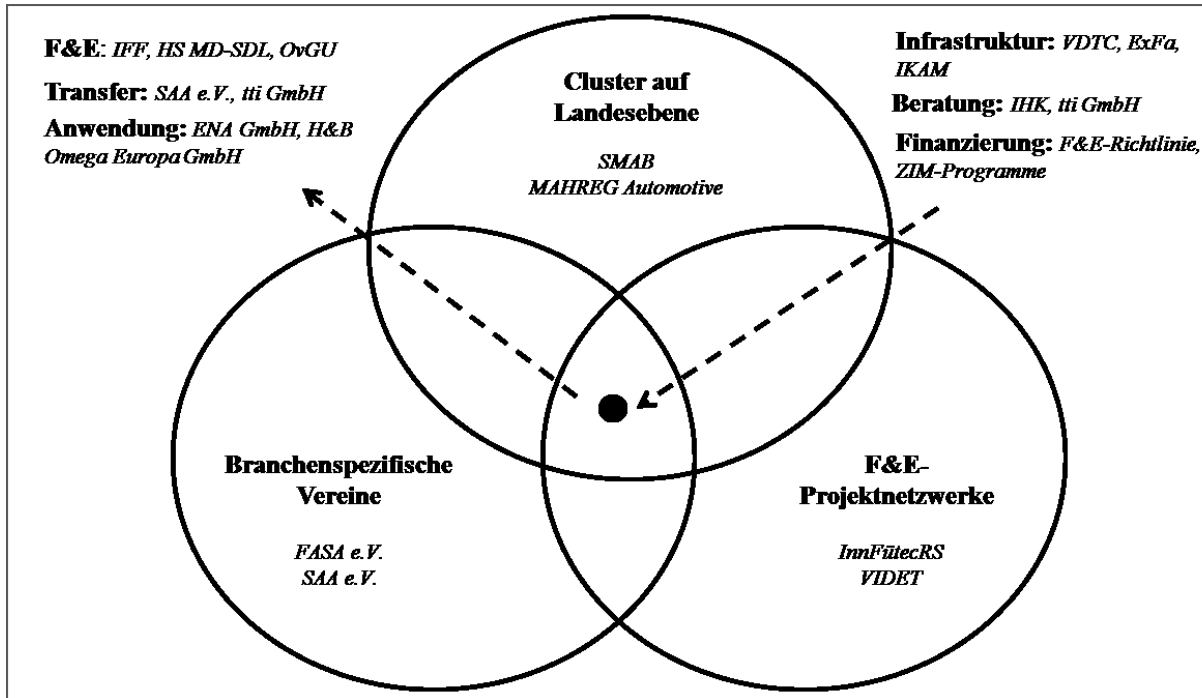 F&E: IFF, HS MD-SDL, OvGU
Transfer: SAA e.V., tti GmbH
Anwendung: ENA GmbH, H&B
Omega Europa GmbH
Infrastruktur: VDTC, ExFa,
IKAM
Beratung: IHK, tti GmbH
Finanzierung: F&E-Richtlinie,
ZIM-Programme
Cluster auf
Landesebene
SMAB
MAHREG Automotive
Branchenspezifische
Vereine
FASA e.V.
SAA e.V.
F&E-
Projektnetzwerke
InnFütecRS
VIDET